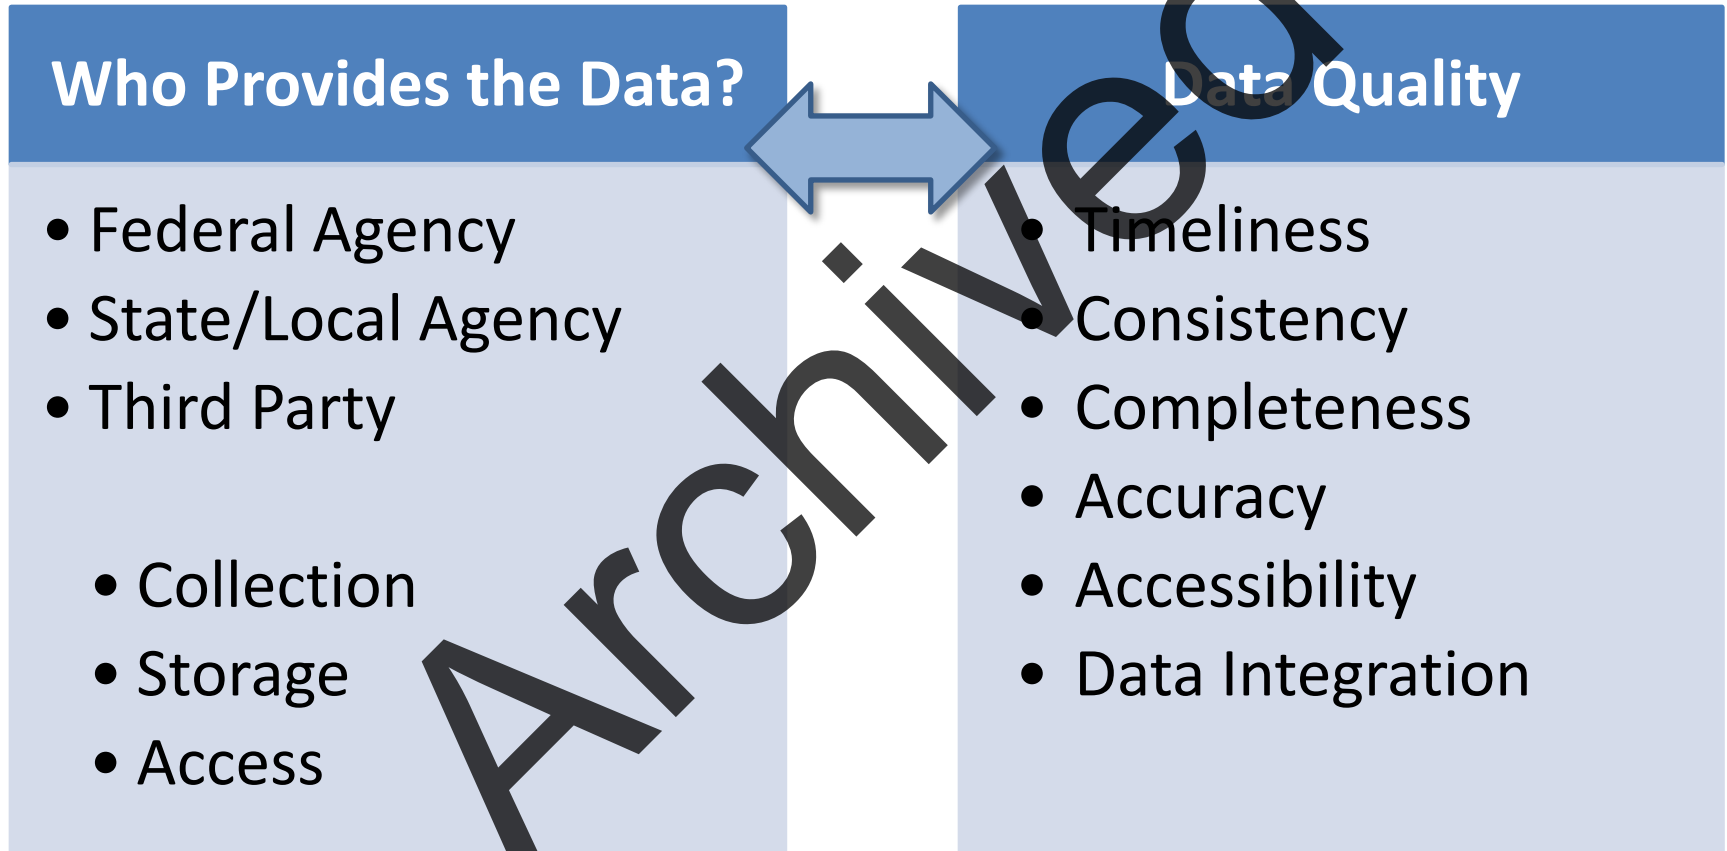 Who Provides the Data?
• Federal Agency
• State/Local Agency
• Third Party
• Collection
• Storage
• Access
Data Quality
• Timeliness
• Consistency
• Completeness
• Accuracy
• Accessibility
• Data Integration
Archived